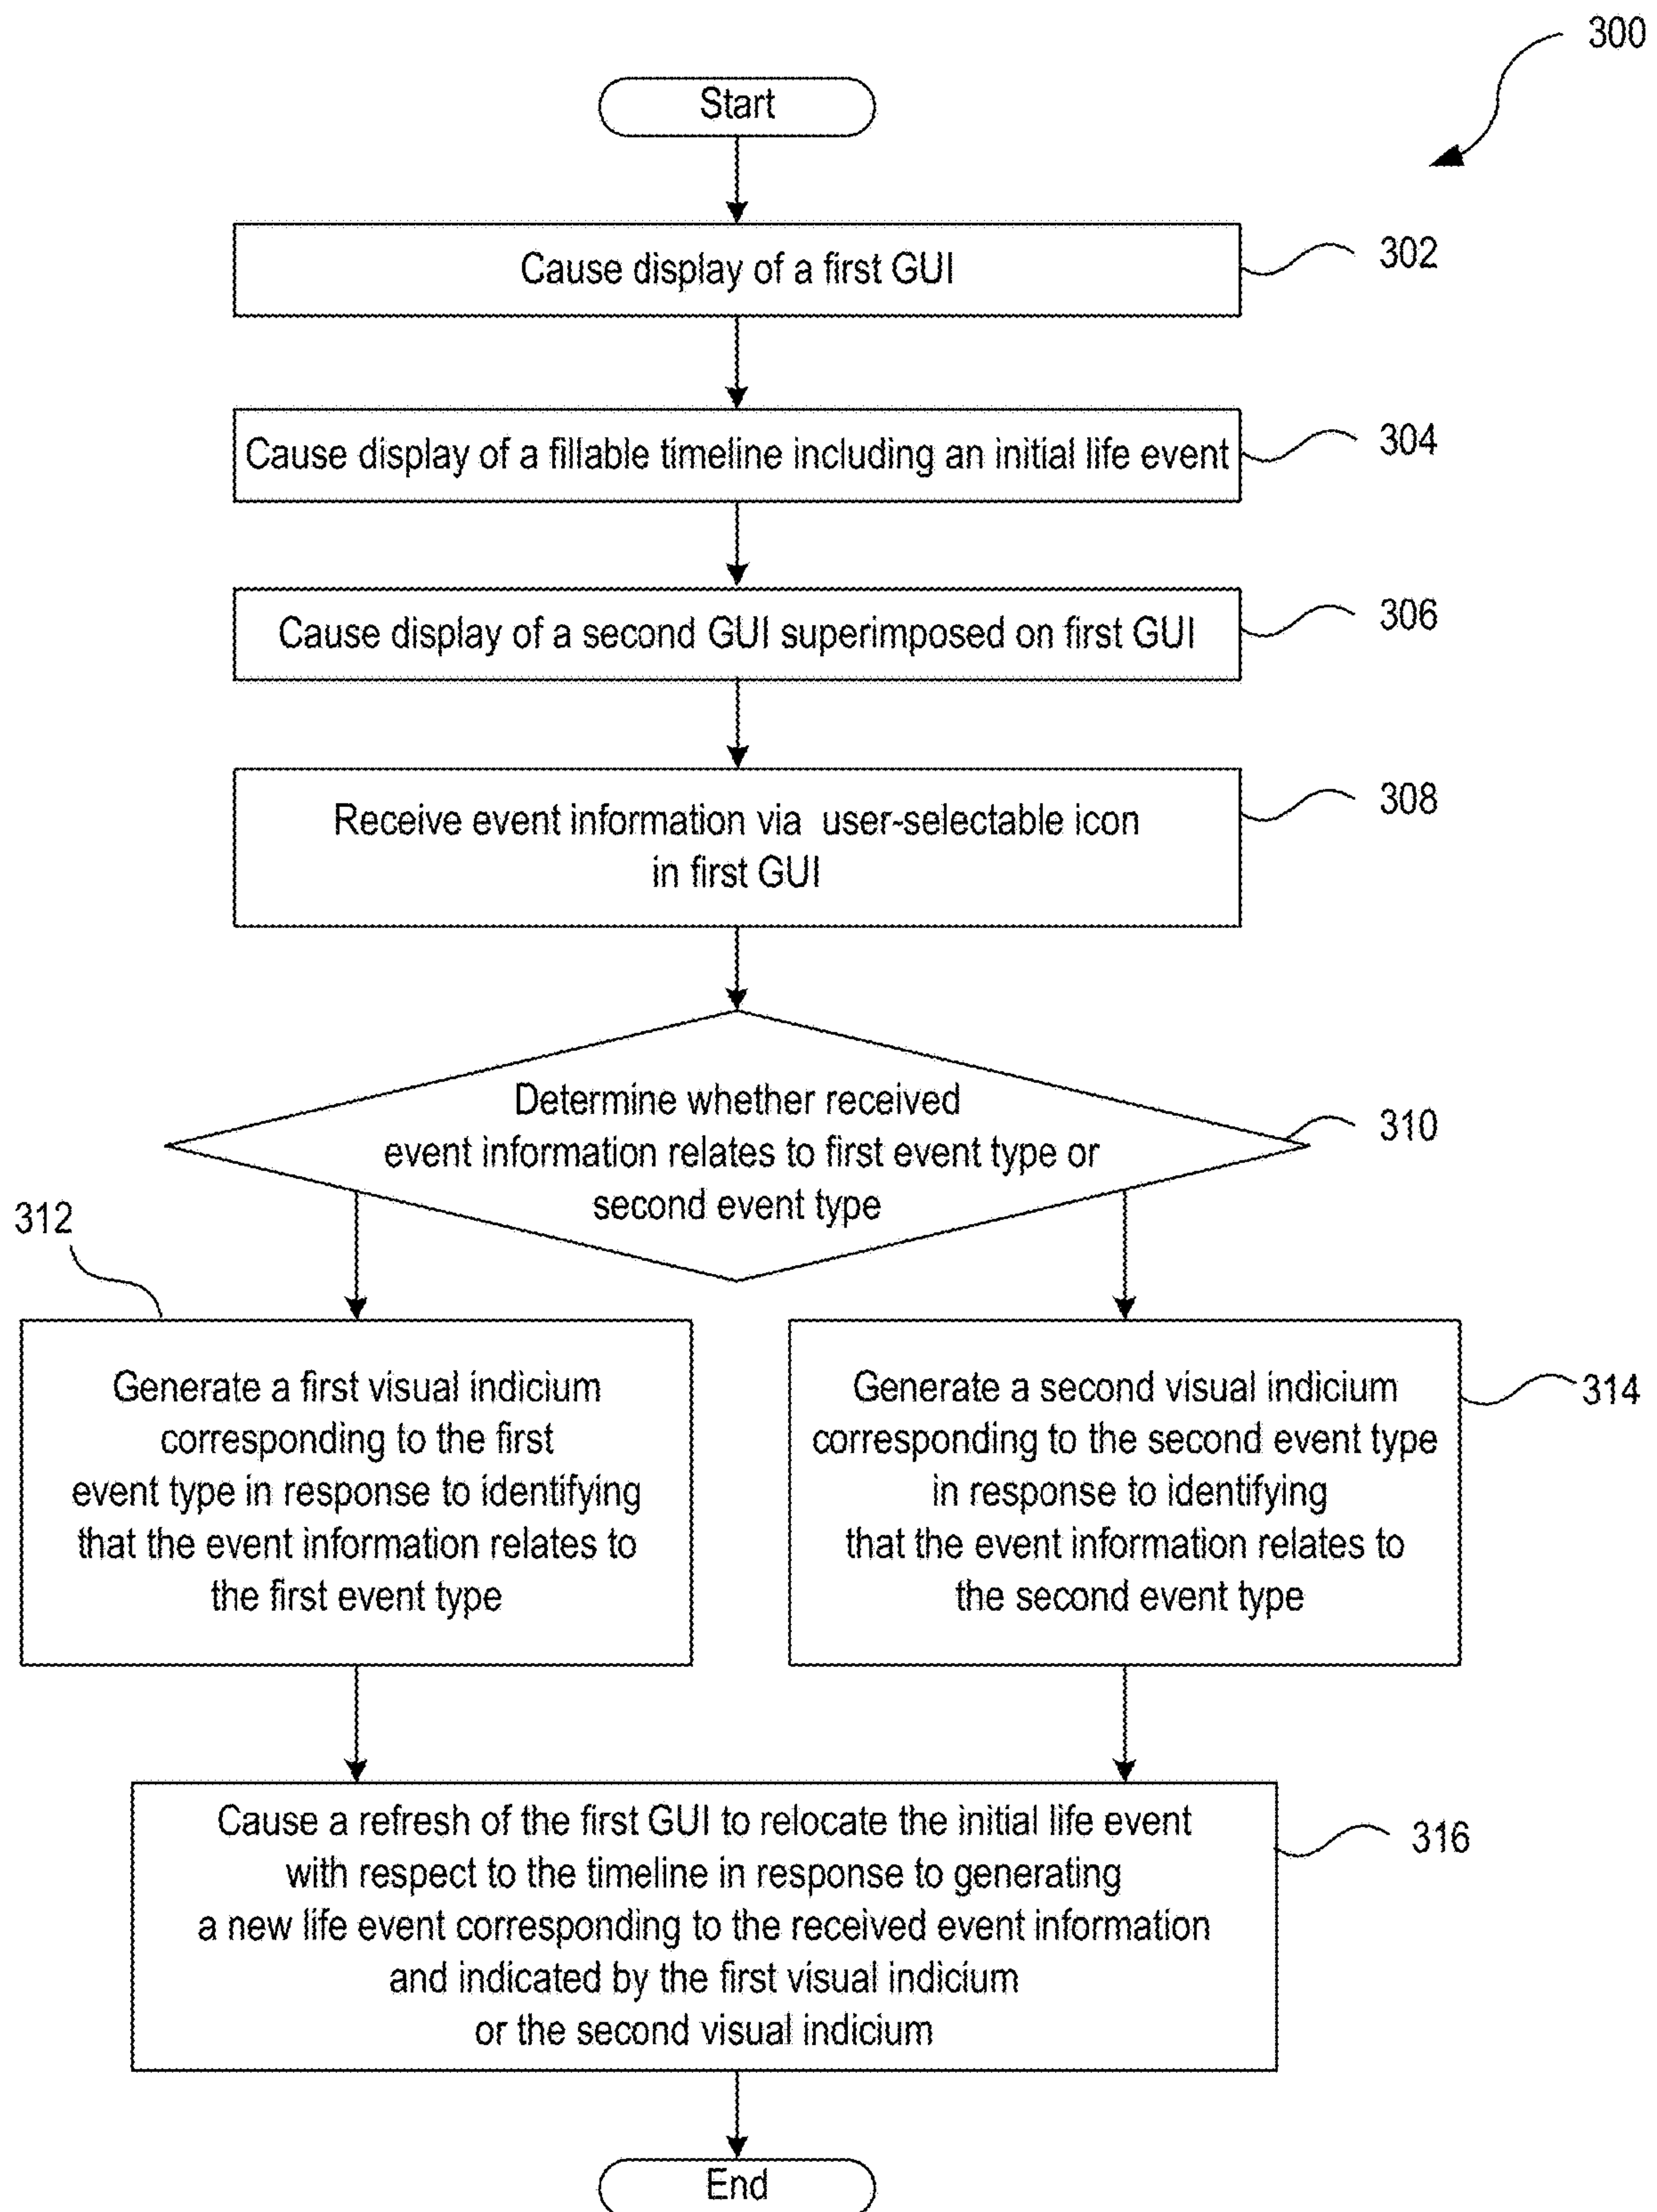 300
Start
Cause display of a first GUI
302
Cause display of a fillable timeline including an initial life event
304
Cause display of a second GUI superimposed on first GUI
306
Receive event information via user-selectable icon
in first GUI
308
Determine whether received
event information relates to first event type or
second event type
310
312
Generate a first visual indicium
corresponding to the first
event type in response to identifying
that the event information relates to
the first event type
Generate a second visual indicium
corresponding to the second event type
in response to identifying
that the event information relates to
the second event type
314
Cause a refresh of the first GUI to relocate the initial life event
with respect to the timeline in response to generating
a new life event corresponding to the received event information
and indicated by the first visual indicium
or the second visual indicium
316
End